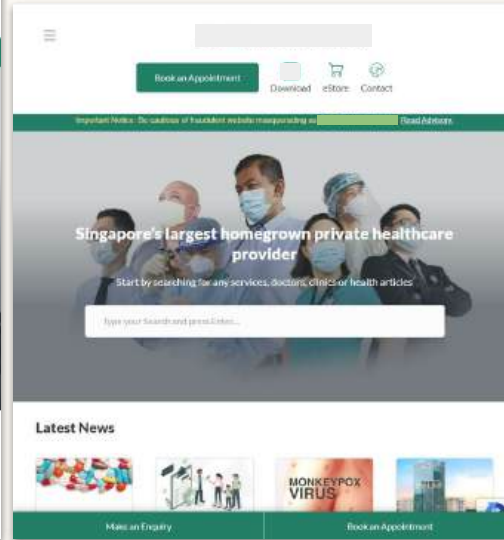 Book an Appointment
Download eStore Contact
Important Notice : Be cautious of fraudulent website masquerading as Read Advisory
Singapore's largest homegrown private healthcare
provider
Start by searching for any services, doctors, clinics or health articles
Type your Search and press Enter...
Latest News
MONKEYPOX
VIRUS
Make an Enquiry Book an Appointment